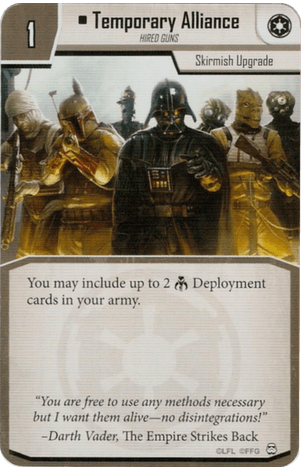 1
Temporary Alliance
HIRED GUNS
Skirmish Upgrade
You may include up to 2 Deployment
cards in your army.
“You are free to use any methods necessary
but I want them alive—no disintegrations!”
–Darth Vader, The Empire Strikes Back
©LFL ©FFG